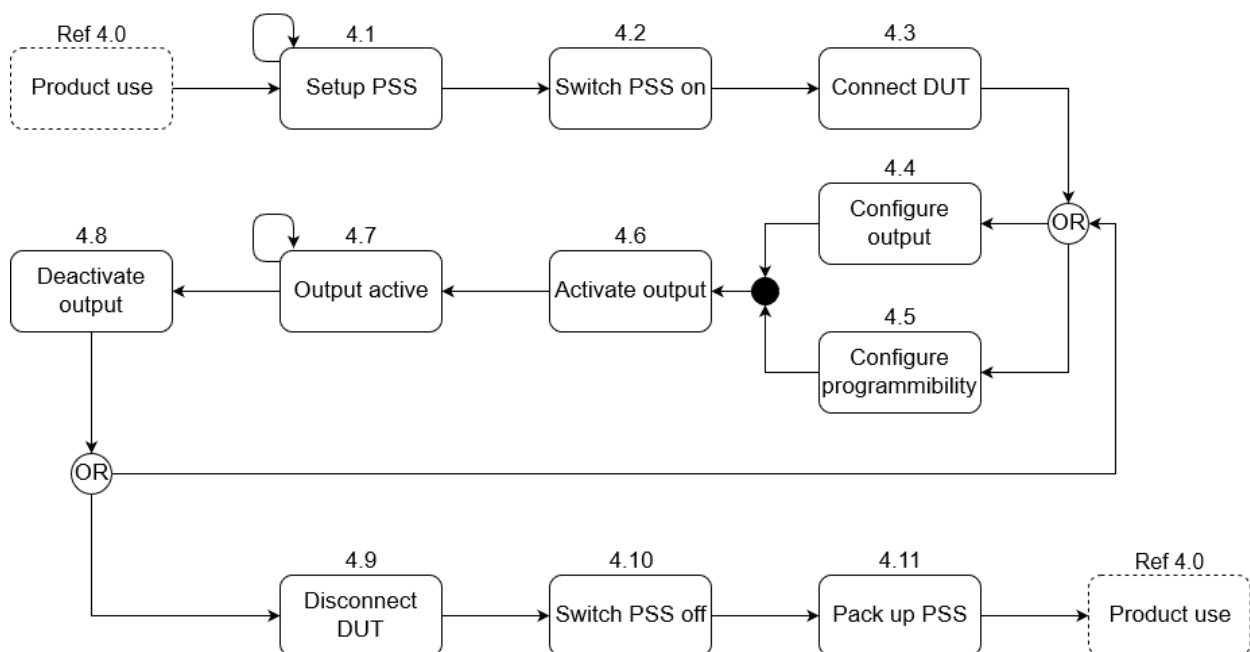 Ref 4.0
Product use
4.1
Setup PSS
4.2
Switch PSS on
4.3
Connect DUT
OR
4.4
Configure
output
4.5
Configure
programmibility
4.6
Activate output
4.7
Output active
4.8
Deactivate
output
OR
4.9
Disconnect
DUT
4.10
Switch PSS off
4.11
Pack up PSS
Ref 4.0
Product use